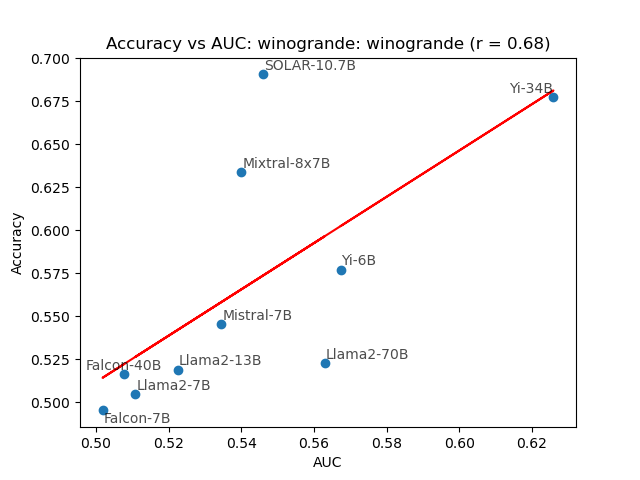 Accuracy vs AUC: winogrande: winogrande (r = 0.68)
0.700
0.675
0.650
0.625
0.600
0.575
0.550
0.525
0.500
Accuracy
SOLAR-10.7B
Yi-34B
Mixtral-8x7B
Yi-6B
Mistral-7B
Llama2-70B
Llama2-13B
Falcon-40B
Llama2-7B
Falcon-7B
0.50 0.52 0.54 0.56 0.58 0.60 0.62
AUC